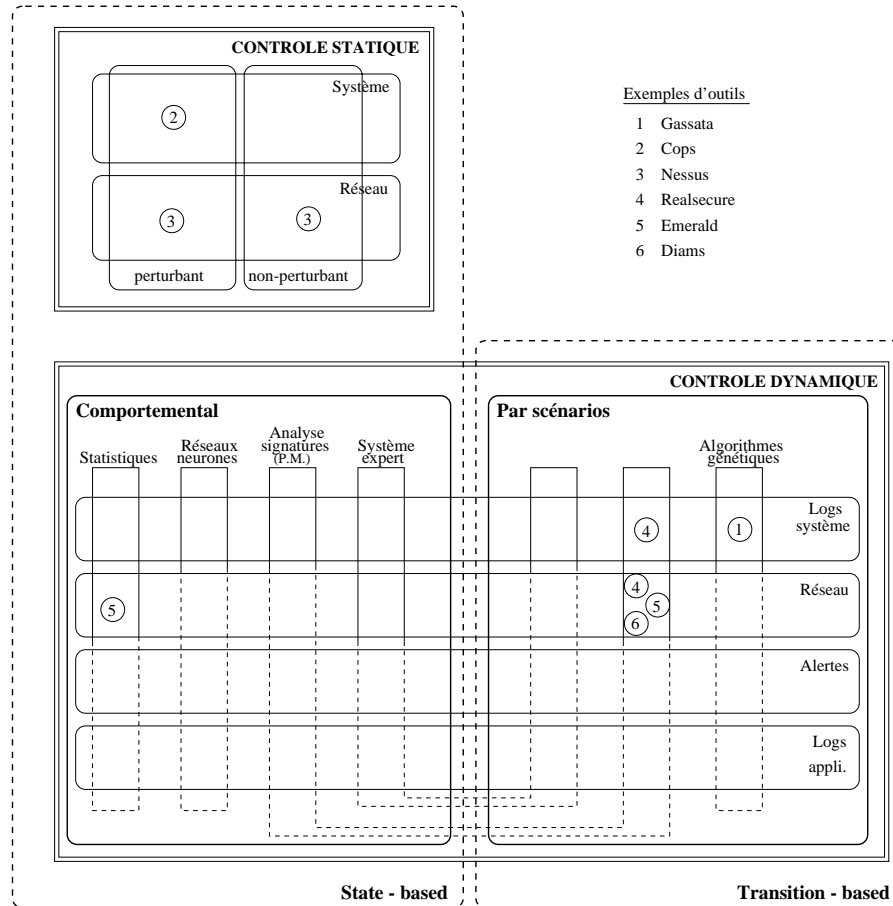 CONTROLE STATIQUE
Système
2
Réseau
3
3
perturbant
non-perturbant
Exemples d'outils
1 Gassata
2 Cops
3 Nessus
4 Realsecure
5 Emerald
6 Diams
CONTROLE DYNAMIQUE
Comportemental
Statistiques
Réseaux
neurones
Analyse
signatures
(P.M.)
Système
expert
Par scénarios
Algorithmes
génétiques
Logs
système
4
1
Réseau
5
4
5
6
Alertes
Logs
appli.
State - based
Transition - based